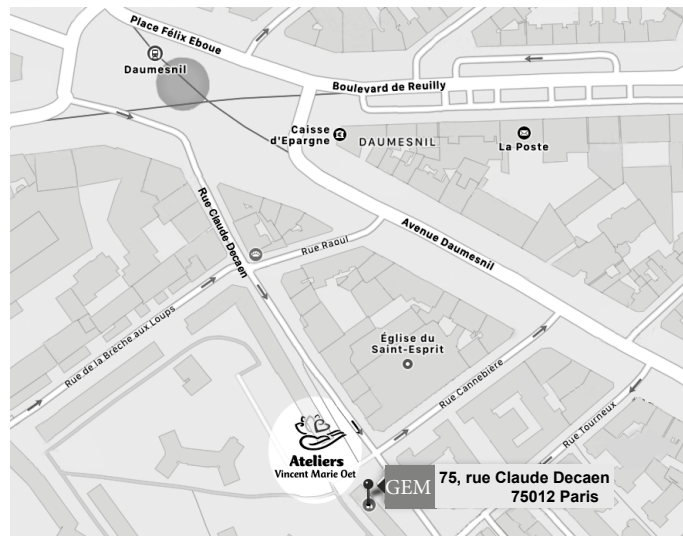 Place Félix Eboue
Daumesnil
Boulevard de Reuilly
Caisse
d'Epargne
DAUMESNIL
La Poste
Rue Claude Decaen
Rue Raoul
Avenue Daumesnil
Rue de la Brèche aux Loups
Église du
Saint-Esprit
Rue Cannebière
Rue Tourneux
Ateliers
Vincent Marie Oet
GEM
75, rue Claude Decaen
75012 Paris